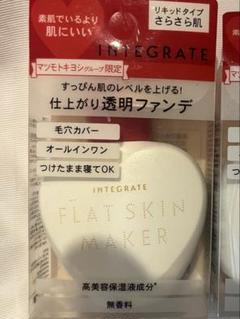 素肌でいるより
肌にいい
リキッドタイプ
さらさら肌
INTEGRATE
マツモトキヨシグループ限定
すっぴん肌のレベルを上げる!
仕上がり透明ファンデ
毛穴カバー
オールインワン
つけたまま寝てOK
INTEGRATE
FLAT SKIN
MAKER
高美容保湿液成分*
無香料